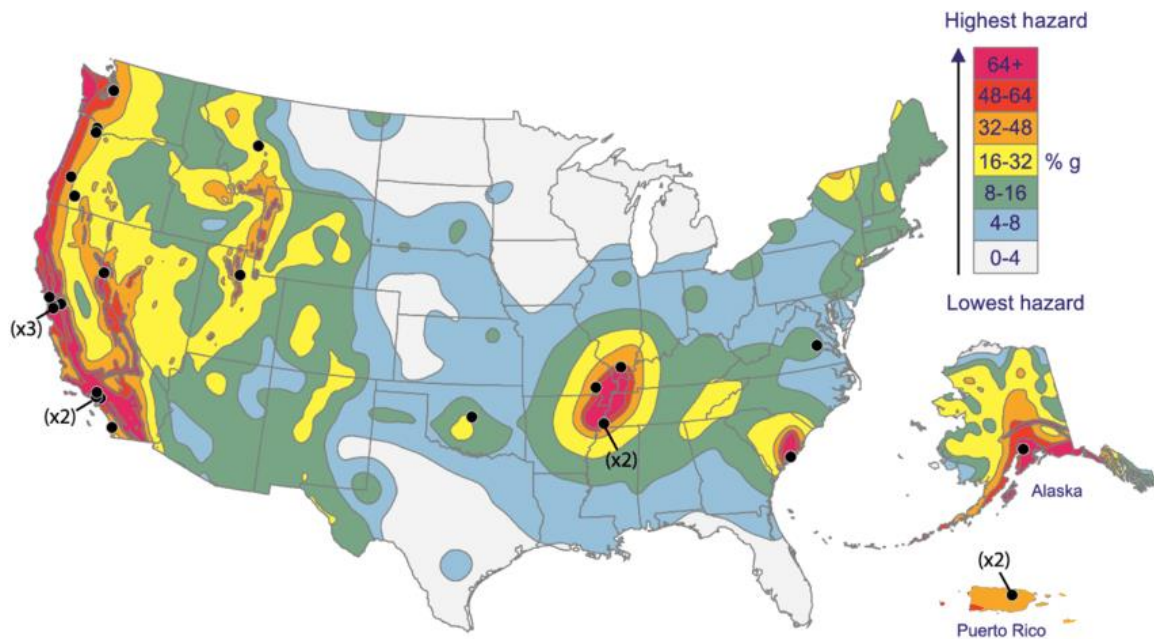 Highest hazard
64+
48-64
32-48
16-32 % g
8-16
4-8
0-4
Lowest hazard
(x3)
(x2)
(x2)
Alaska
(x2)
Puerto Rico